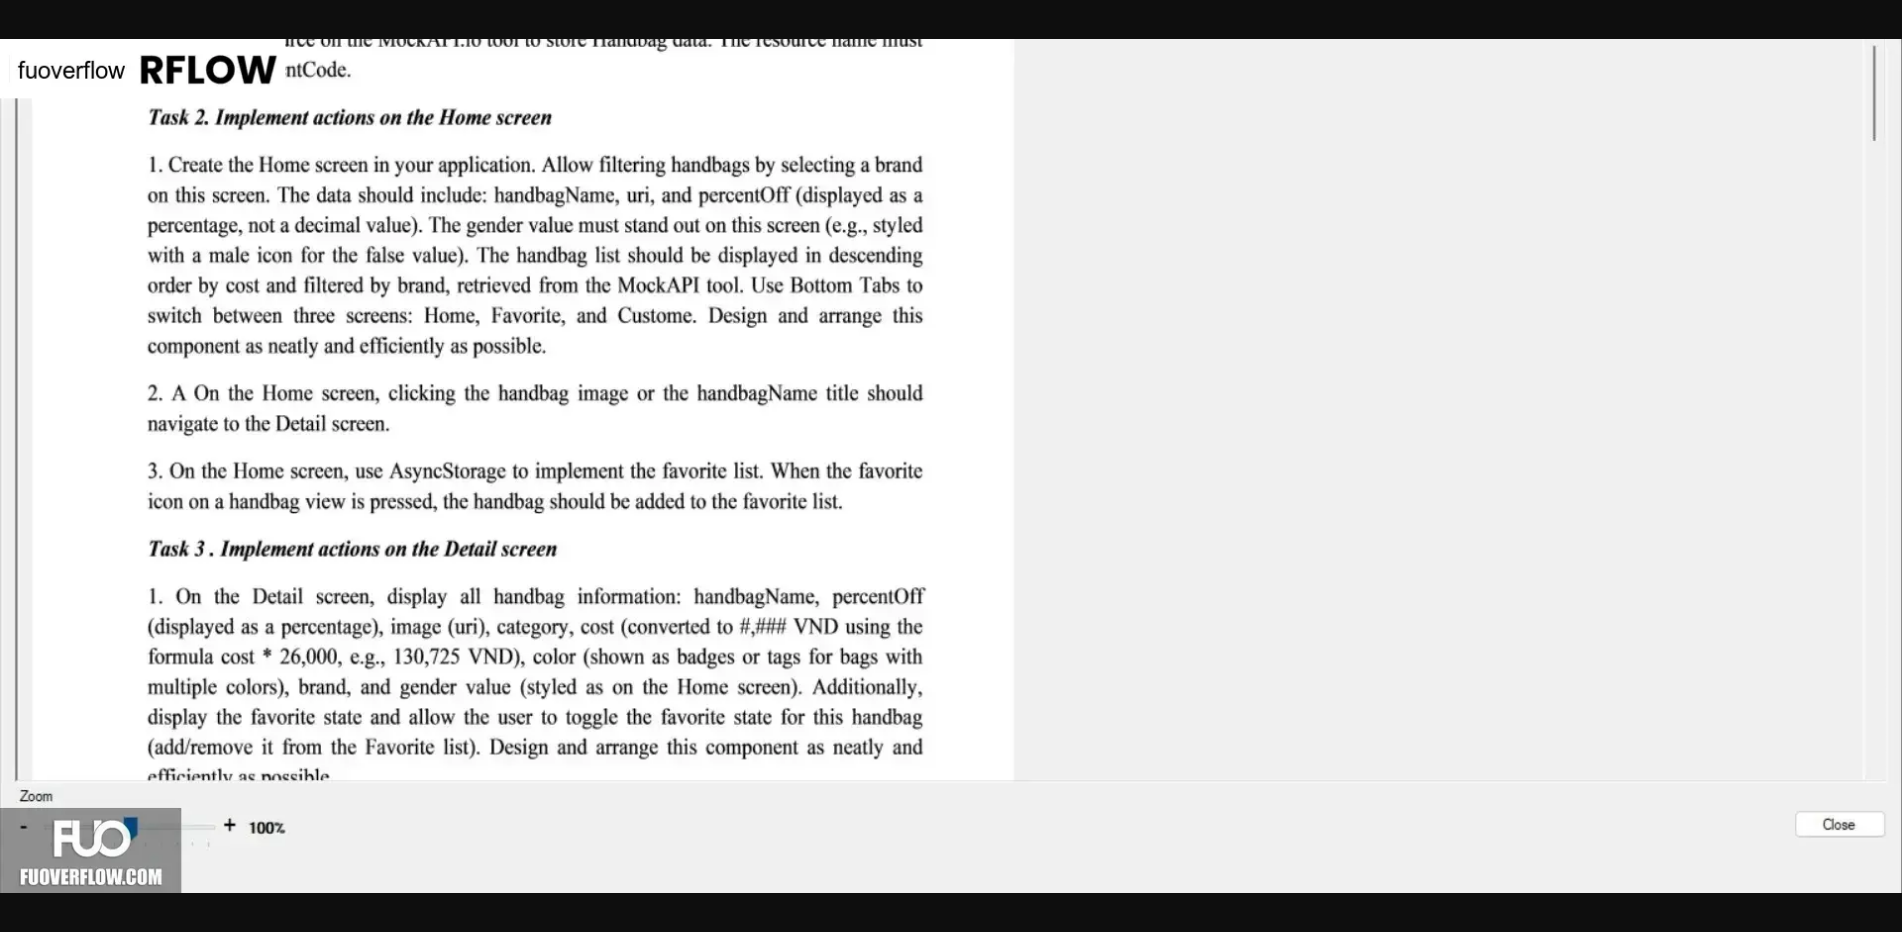 MockAPI.io tool to store Handbag data. The resource name must
fuoverflow RFLOW ntCode.
Task 2. Implement actions on the Home screen
1. Create the Home screen in your application. Allow filtering handbags by selecting a brand
on this screen. The data should include: handbagName, uri, and percentOff (displayed as a
percentage, not a decimal value). The gender value must stand out on this screen (e.g., styled
with a male icon for the false value). The handbag list should be displayed in descending
order by cost and filtered by brand, retrieved from the MockAPI tool. Use Bottom Tabs to
switch between three screens: Home, Favorite, and Custome. Design and arrange this
component as neatly and efficiently as possible.
2. A On the Home screen, clicking the handbag image or the handbagName title should
navigate to the Detail screen.
3. On the Home screen, use AsyncStorage to implement the favorite list. When the favorite
icon on a handbag view is pressed, the handbag should be added to the favorite list.
Task 3 . Implement actions on the Detail screen
1. On the Detail screen, display all handbag information: handbagName, percentOff
(displayed as a percentage), image (uri), category, cost (converted to #,### VND using the
formula cost * 26,000, e.g., 130,725 VND), color (shown as badges or tags for bags with
multiple colors), brand, and gender value (styled as on the Home screen). Additionally,
display the favorite state and allow the user to toggle the favorite state for this handbag
(add/remove it from the Favorite list). Design and arrange this component as neatly and
efficiently as possible
Zoom
- + 100%
Close
FUO
FUOVERFLOW.COM